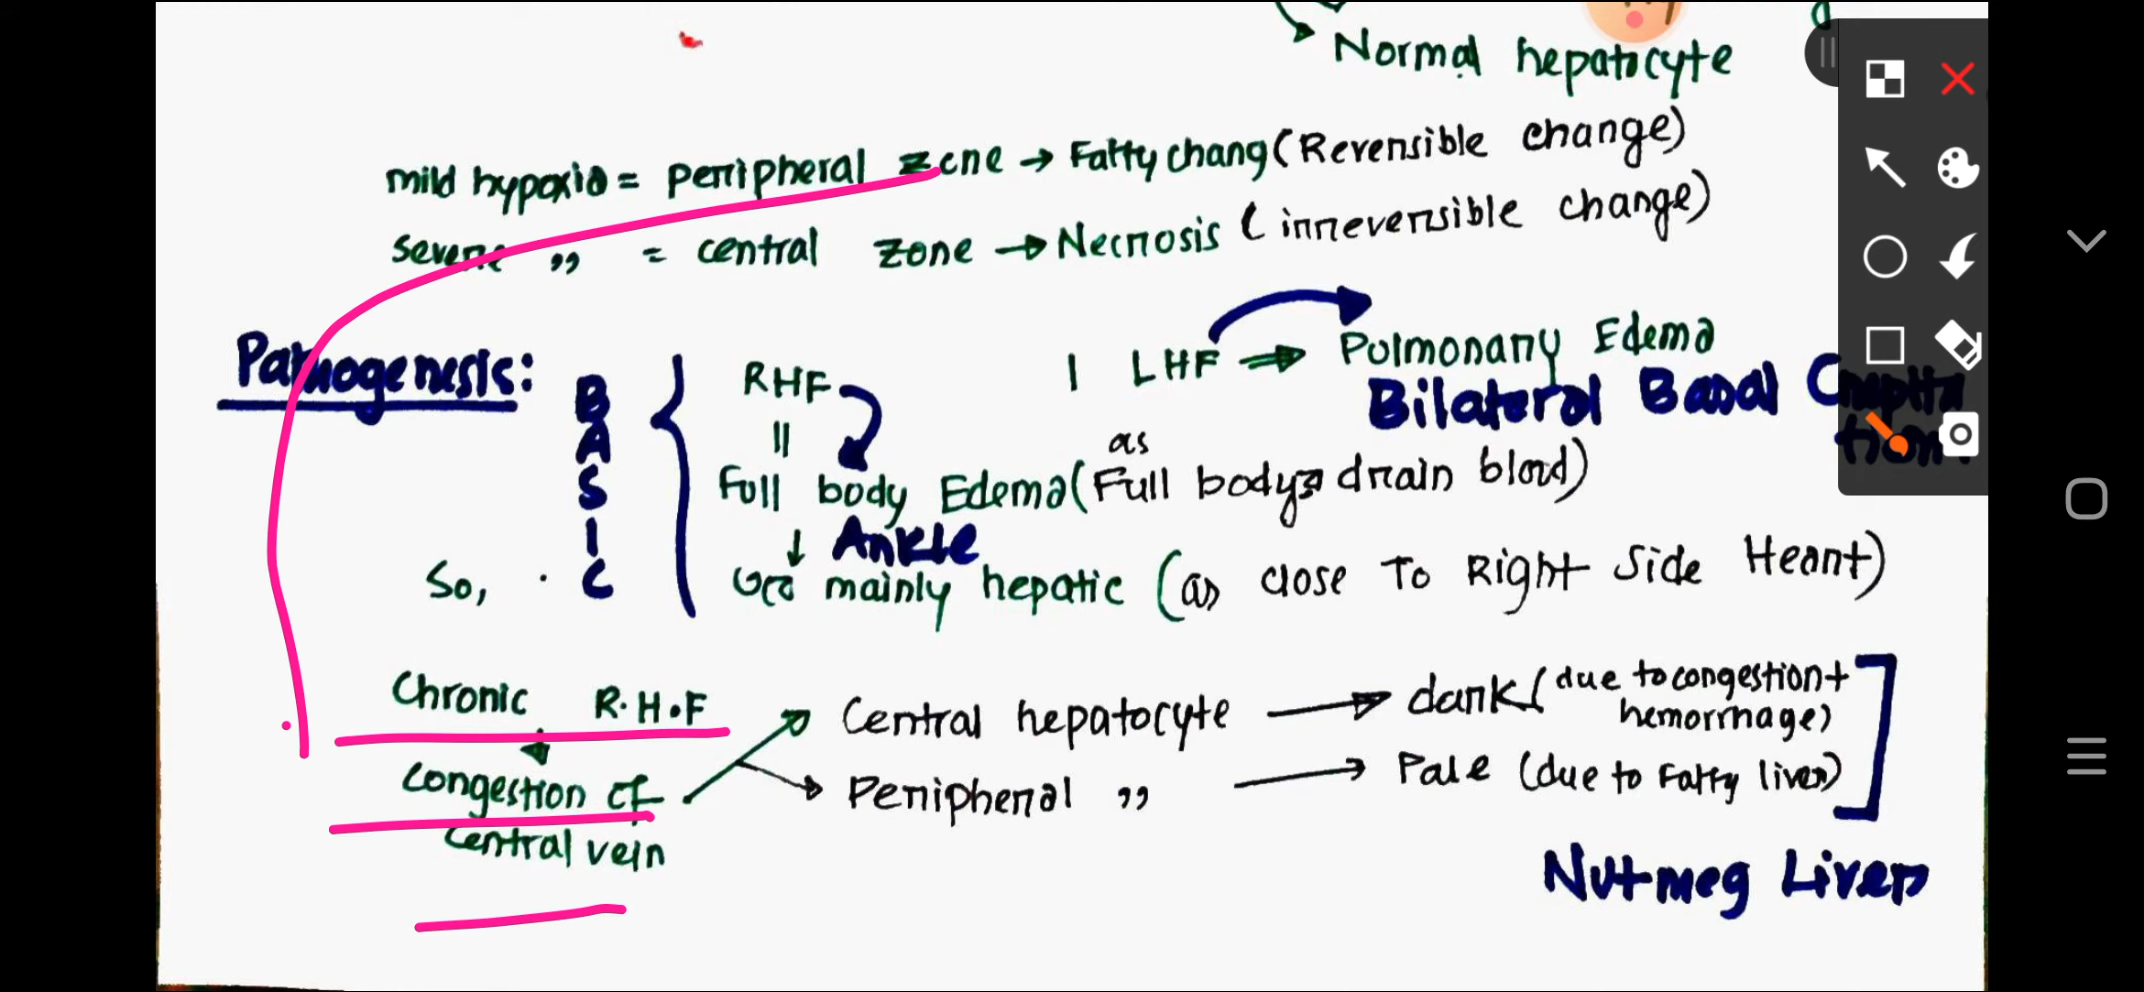 Normal hepatocyte
mild hypoxia = peripheral zone → Fatty chang (Reversible change)
severe ,, = central zone → Necrosis (irreversible change)
Pathogenesis:
BASIC
RHF | LHF ⇒ Pulmonary Edema
Bilateral Basal Crepita
tion
||
Full body Edema (as Full body drain blood)
↓ Ankle
So, mainly hepatic (as close To Right Side Heart)
Chronic R.H.F
Congestion of
central vein
Central hepatocyte → dark (due to congestion +
hemorrhage)
Peripheral ,, → Pale (due to Fatty liver)
Nutmeg Liver